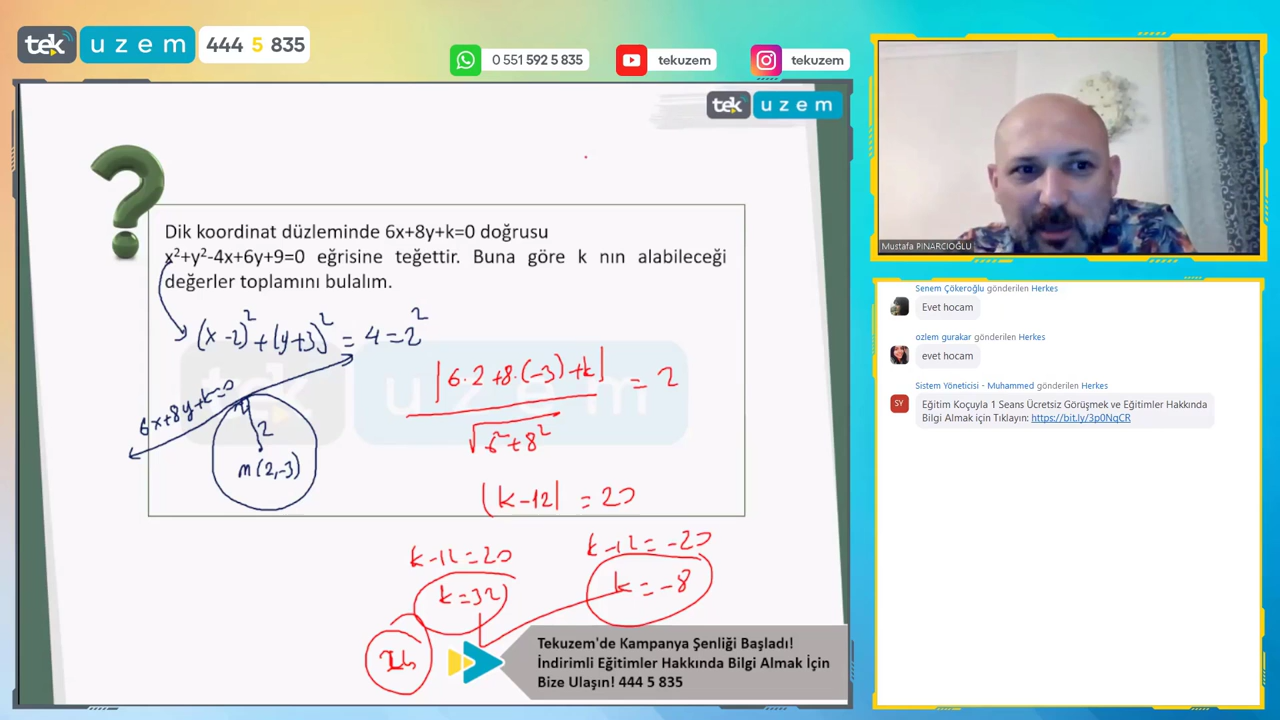 tek uzem 444 5 835
0 551 592 5 835
tekuzem
tekuzem
tek uzem
Dik koordinat düzleminde 6x+8y+k=0 doğrusu
x²+y²-4x+6y+9=0 eğrisine teğettir. Buna göre k nın alabileceği
değerler toplamını bulalım.
(x-2)²+(y+3)²=4=2²
6x+8y+k=0
2
m(2,-3)
|6.2+8.(-3)+k|
= 2
√6²+8²
|k-12| = 20
k-12=20
k-12=-20
k=32
k=-8
tek uzem
Tekuzem'de Kampanya Şenliği Başladı!
İndirimli Eğitimler Hakkında Bilgi Almak İçin
Bize Ulaşın! 444 5 835
Mustafa PINARCIOĞLU
Senem Çökeroğlu gönderilen Herkes
Evet hocam
ozlem gurakar gönderilen Herkes
evet hocam
Sistem Yöneticisi - Muhammed gönderilen Herkes
SY
Eğitim Koçuyla 1 Seans Ücretsiz Görüşmek ve Eğitimler Hakkında
Bilgi Almak için Tıklayın: https://bit.ly/3p0NqCR